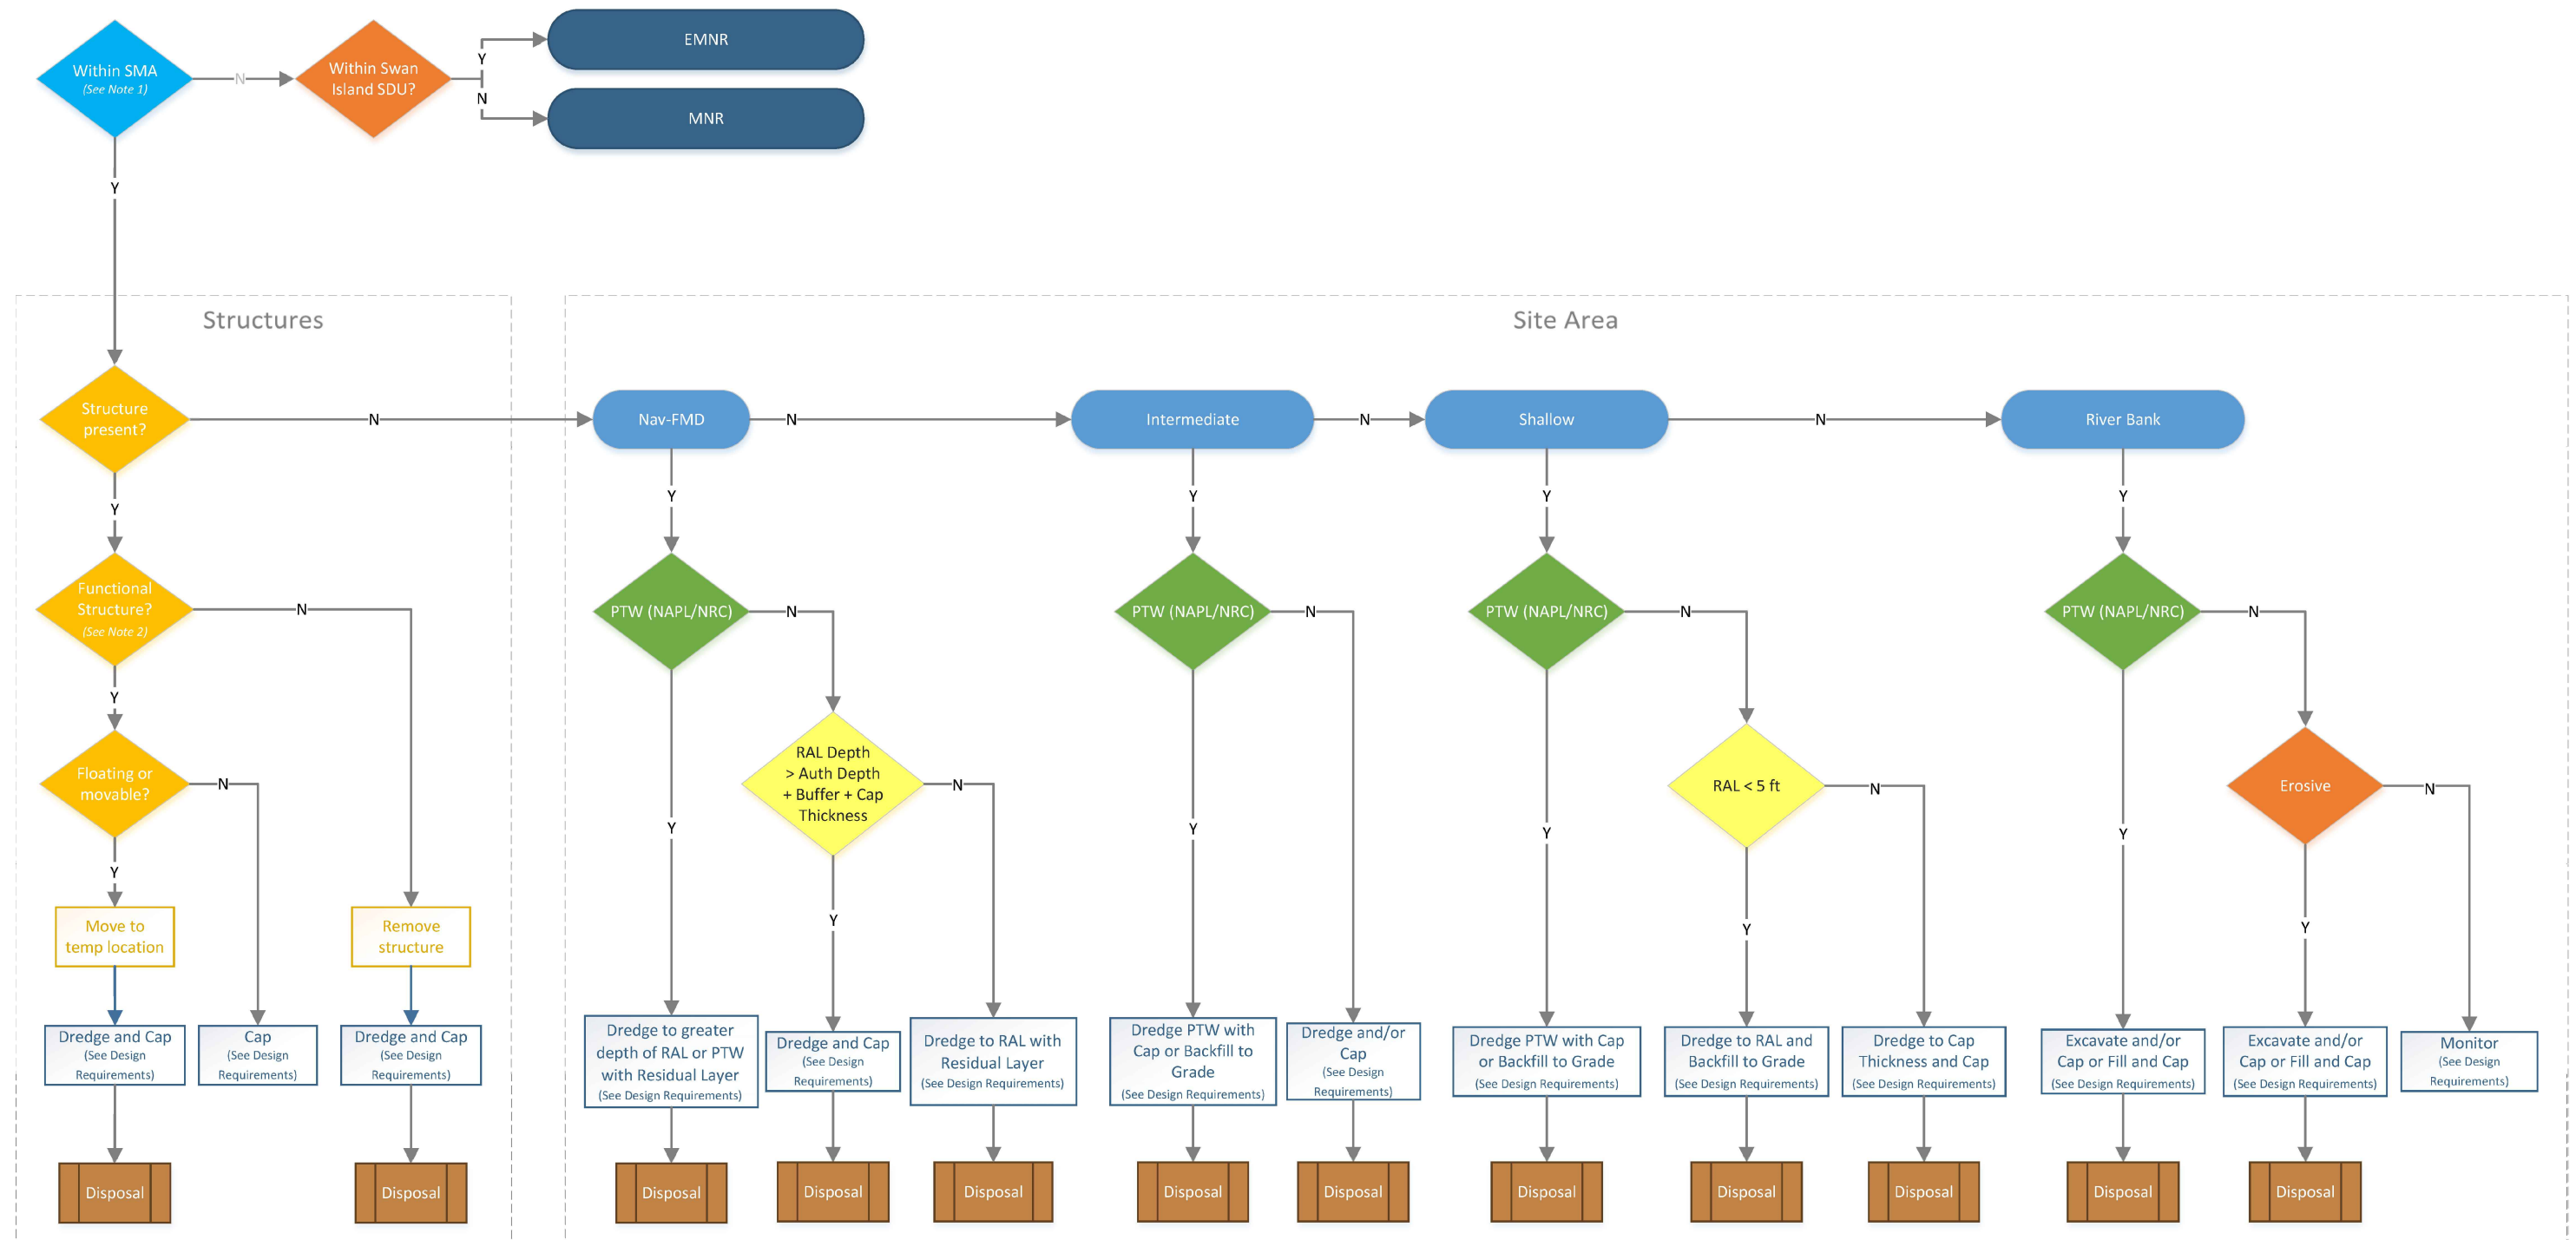 Within SMA
(See Note 1)
N
Within Swan
Island SDU?
Y
N
EMNR
MNR
Y
Structures
Site Area
Structure
present?
N
Nav-FMD
N
Intermediate
N
Shallow
N
River Bank
Y
Y
Y
Y
Y
Functional
Structure?
(See Note 2)
N
PTW (NAPL/NRC)
N
PTW (NAPL/NRC)
N
PTW (NAPL/NRC)
N
PTW (NAPL/NRC)
N
Y
Floating or
movable?
N
RAL Depth
> Auth Depth
+ Buffer + Cap
Thickness
N
RAL < 5 ft
N
Erosive
N
Y
Y
Y
Y
Y
Y
Y
Y
Move to
temp location
Remove
structure
Dredge and Cap
(See Design
Requirements)
Cap
(See Design
Requirements)
Dredge and Cap
(See Design
Requirements)
Dredge to greater
depth of RAL or PTW
with Residual Layer
(See Design Requirements)
Dredge and Cap
(See Design
Requirements)
Dredge to RAL with
Residual Layer
(See Design Requirements)
Dredge PTW with
Cap or Backfill to
Grade
(See Design Requirements)
Dredge and/or
Cap
(See Design
Requirements)
Dredge PTW with Cap
or Backfill to Grade
(See Design Requirements)
Dredge to RAL and
Backfill to Grade
(See Design Requirements)
Dredge to Cap
Thickness and Cap
(See Design Requirements)
Excavate and/or
Cap or Fill and Cap
(See Design Requirements)
Excavate and/or
Cap or Fill and Cap
(See Design Requirements)
Monitor
(See Design
Requirements)
Disposal
Disposal
Disposal
Disposal
Disposal
Disposal
Disposal
Disposal
Disposal
Disposal
Disposal
Disposal